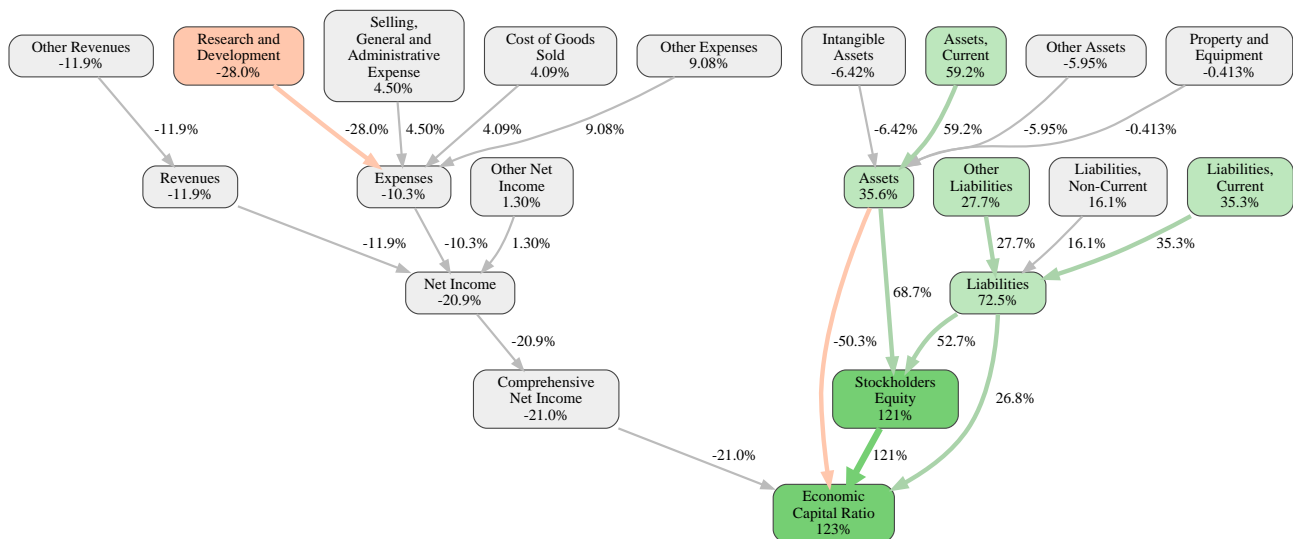 Other Revenues
-11.9%
Research and
Development
-28.0%
Selling,
General and
Administrative
Expense
4.50%
Cost of Goods
Sold
4.09%
Other Expenses
9.08%
Intangible
Assets
-6.42%
Assets,
Current
59.2%
Other Assets
-5.95%
Property and
Equipment
-0.413%
-11.9%
-28.0%
4.50%
4.09%
9.08%
-6.42%
59.2%
-5.95%
-0.413%
Revenues
-11.9%
Expenses
-10.3%
Other Net
Income
1.30%
Assets
35.6%
Other
Liabilities
27.7%
Liabilities,
Non-Current
16.1%
Liabilities,
Current
35.3%
-11.9%
-10.3%
1.30%
27.7%
16.1%
35.3%
Net Income
-20.9%
68.7%
Liabilities
72.5%
-20.9%
-50.3%
52.7%
Comprehensive
Net Income
-21.0%
Stockholders
Equity
121%
26.8%
-21.0%
121%
Economic
Capital Ratio
123%